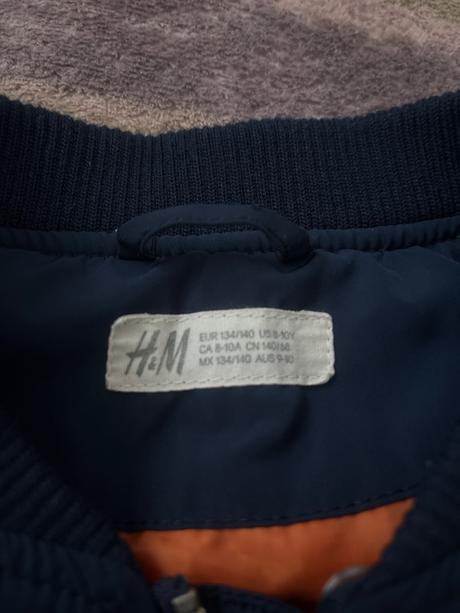 H&M
EUR 134/140 US 8-10Y
CA 8-10A CN 140/68
MX 134/140 AUS 9-10